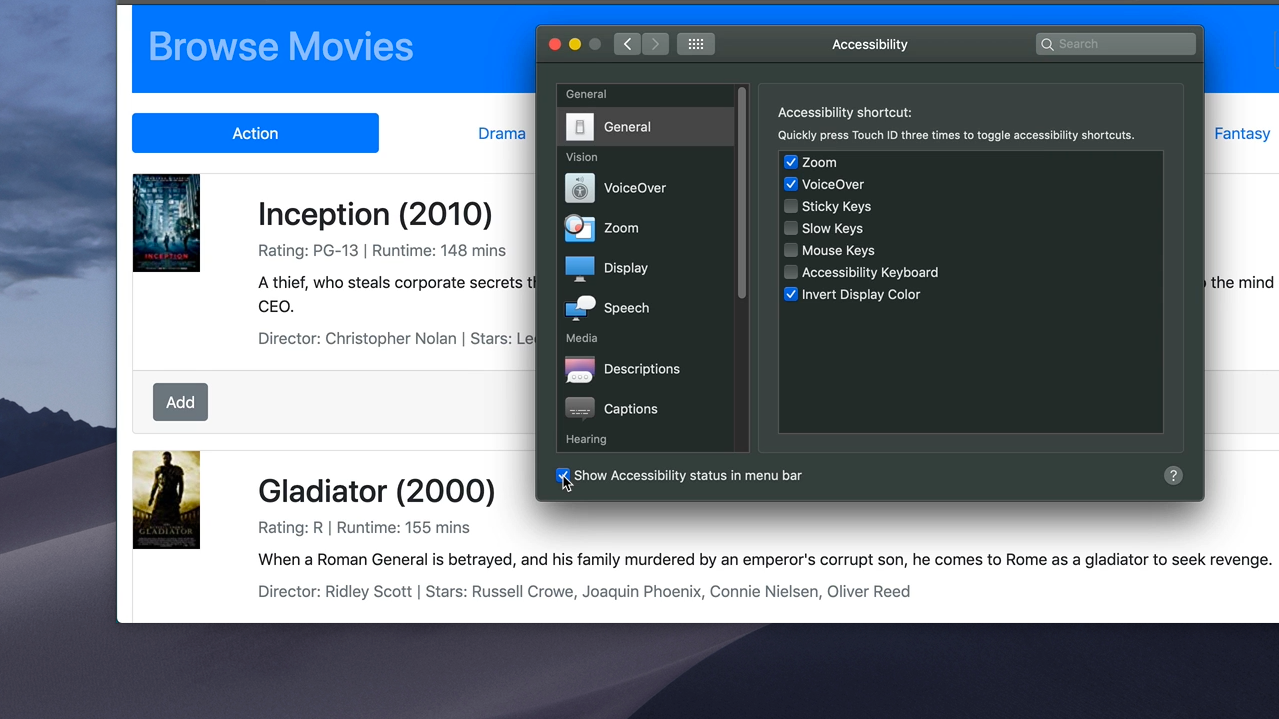 Browse Movies
Action
Drama
Fantasy
INCEPTION
Inception (2010)
Rating: PG-13 | Runtime: 148 mins
A thief, who steals corporate secrets
the mind
CEO.
Director: Christopher Nolan | Stars:
Add
GLADIATOR
Gladiator (2000)
Rating: R | Runtime: 155 mins
When a Roman General is betrayed, and his family murdered by an emperor's corrupt son, he comes to Rome as a gladiator to seek revenge.
Director: Ridley Scott | Stars: Russell Crowe, Joaquin Phoenix, Connie Nielsen, Oliver Reed
Accessibility
Search
General
General
Vision
VoiceOver
Zoom
Display
Speech
Media
Descriptions
Captions
Hearing
Accessibility shortcut:
Quickly press Touch ID three times to toggle accessibility shortcuts.
Zoom
VoiceOver
Sticky Keys
Slow Keys
Mouse Keys
Accessibility Keyboard
Invert Display Color
Show Accessibility status in menu bar
?